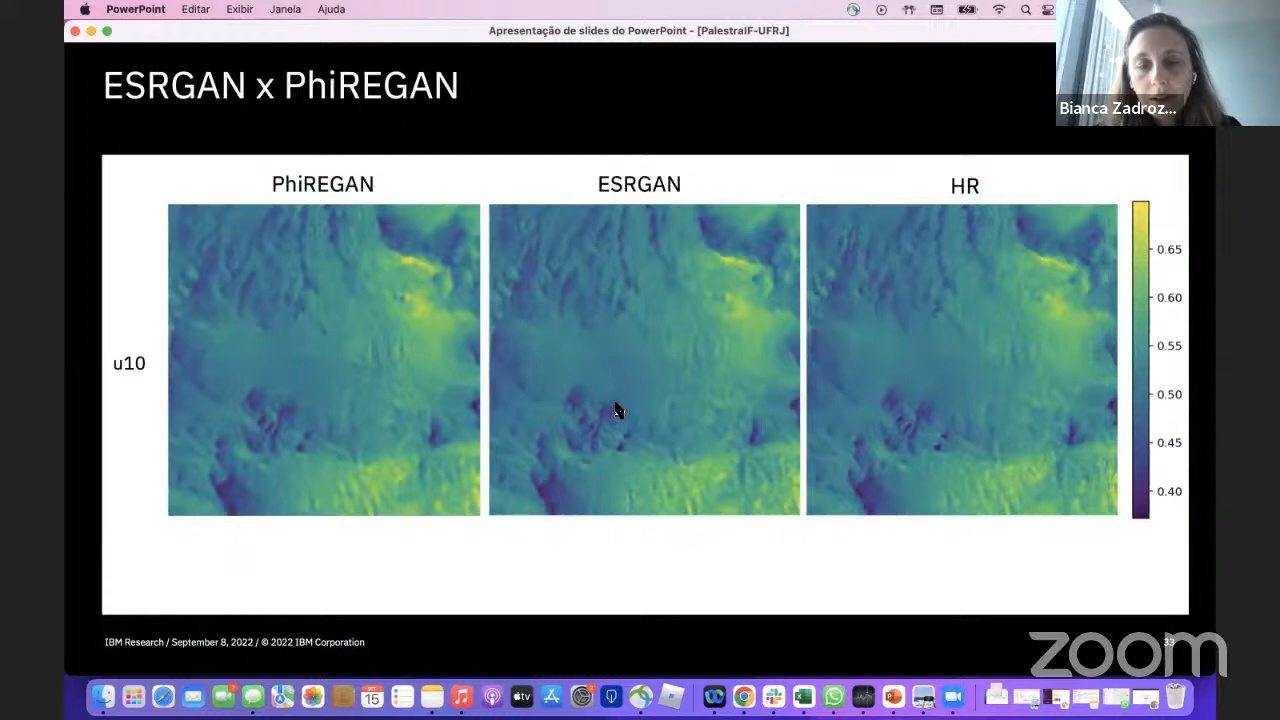 PowerPoint Editar Exibir Janela Ajuda
Apresentação de slides do PowerPoint - [PalestraIF-UFRJ]
Bianca Zadroz...
ESRGAN x PhiREGAN
PhiREGAN ESRGAN HR
u10
0.65
0.60
0.55
0.50
0.45
0.40
IBM Research / September 8, 2022 / © 2022 IBM Corporation
33
zoom
tv
15